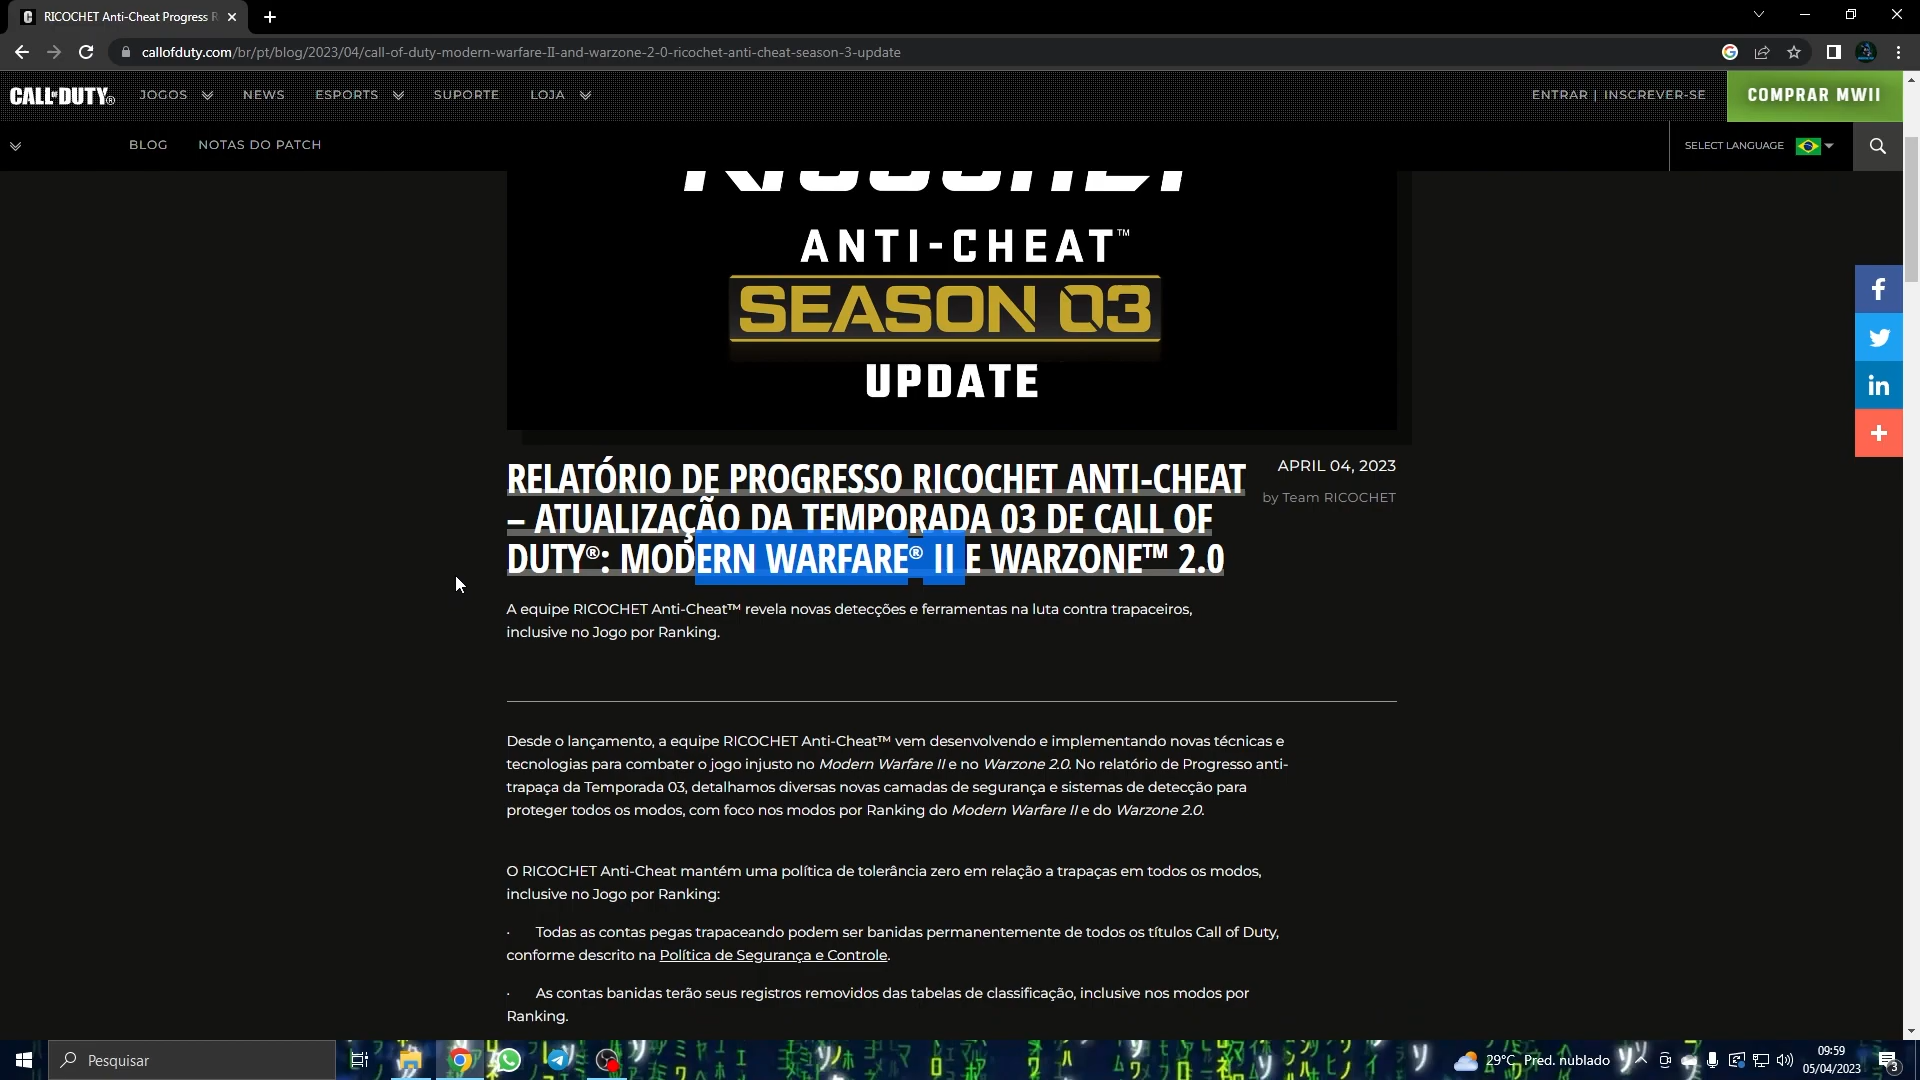 RICOCHET Anti-Cheat Progress R
callofduty.com/br/pt/blog/2023/04/call-of-duty-modern-warfare-II-and-warzone-2-0-ricochet-anti-cheat-season-3-update
CALL OF DUTY®
JOGOS
NEWS
ESPORTS
SUPORTE
LOJA
ENTRAR | INSCREVER-SE
COMPRAR MWII
BLOG
NOTAS DO PATCH
SELECT LANGUAGE
RICOCHET
ANTI-CHEAT™
SEASON 03
UPDATE
RELATÓRIO DE PROGRESSO RICOCHET ANTI-CHEAT
– ATUALIZAÇÃO DA TEMPORADA 03 DE CALL OF
DUTY®: MODERN WARFARE® II E WARZONE™ 2.0
APRIL 04, 2023
by Team RICOCHET
A equipe RICOCHET Anti-Cheat™ revela novas detecções e ferramentas na luta contra trapaceiros,
inclusive no Jogo por Ranking.
Desde o lançamento, a equipe RICOCHET Anti-Cheat™ vem desenvolvendo e implementando novas técnicas e
tecnologias para combater o jogo injusto no Modern Warfare II e no Warzone 2.0. No relatório de Progresso anti-
trapaça da Temporada 03, detalhamos diversas novas camadas de segurança e sistemas de detecção para
proteger todos os modos, com foco nos modos por Ranking do Modern Warfare II e do Warzone 2.0.
O RICOCHET Anti-Cheat mantém uma política de tolerância zero em relação a trapaças em todos os modos,
inclusive no Jogo por Ranking:
· Todas as contas pegas trapaceando podem ser banidas permanentemente de todos os títulos Call of Duty,
conforme descrito na Política de Segurança e Controle.
· As contas banidas terão seus registros removidos das tabelas de classificação, inclusive nos modos por
Ranking.
Pesquisar
29°C Pred. nublado
09:59
05/04/2023
3